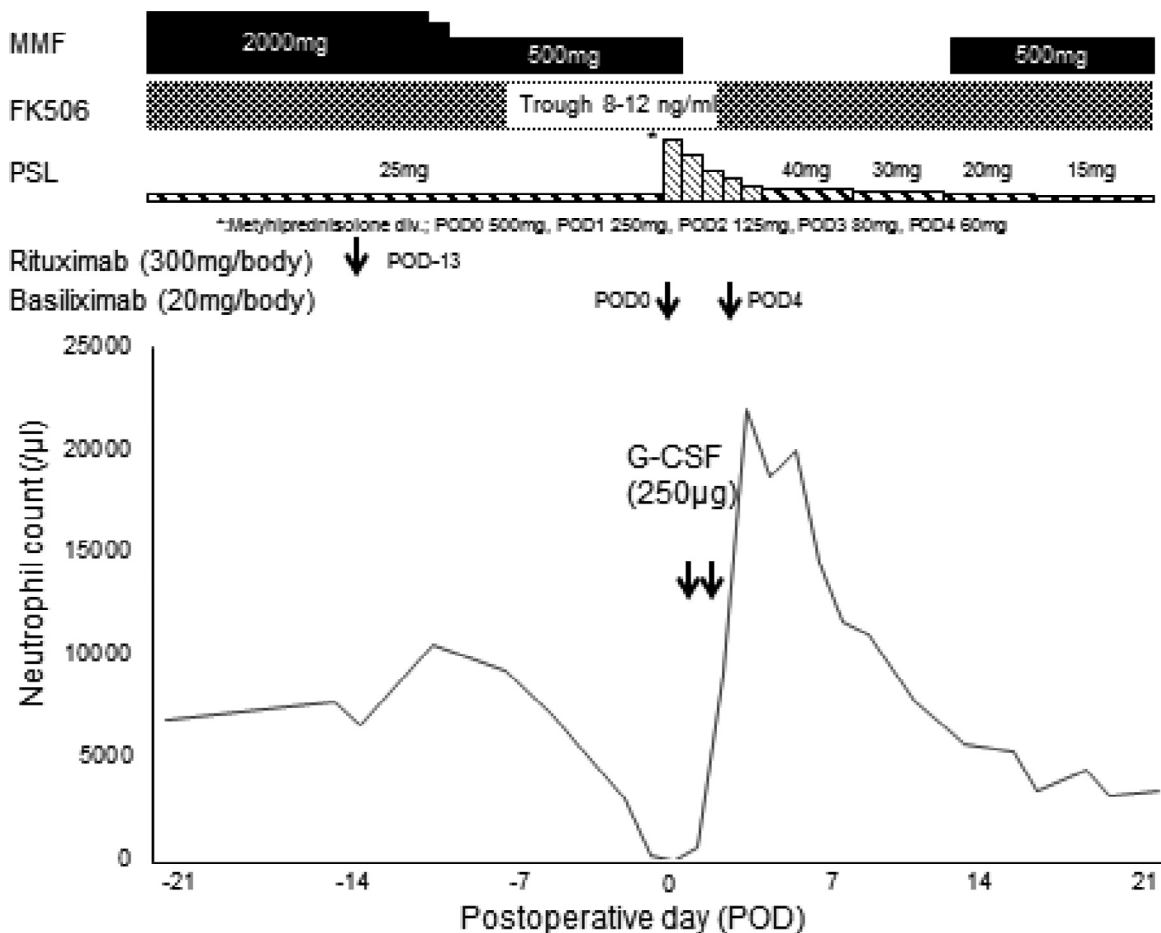 MMF 2000mg 500mg 500mg
FK506 Trough 8-12 ng/ml
*
PSL 25mg 40mg 30mg 20mg 15mg
*:Metyhlprednisolone div.; POD0 500mg, POD1 250mg, POD2 125mg, POD3 80mg, POD4 60mg
Rituximab (300mg/body) POD-13
Basiliximab (20mg/body) POD0 POD4
25000
20000
15000
10000
5000
0
Neutrophil count (/µl)
G-CSF
(250µg)
-21 -14 -7 0 7 14 21
Postoperative day (POD)